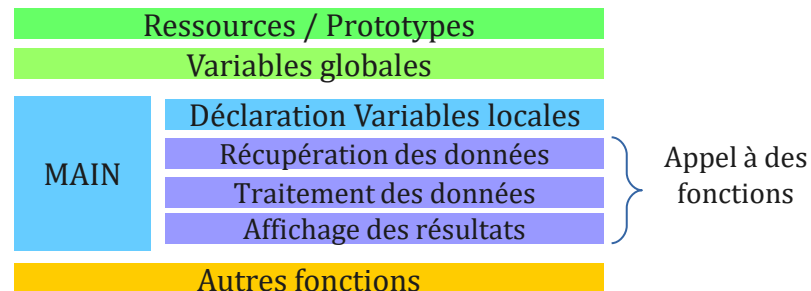 Ressources / Prototypes
Variables globales
MAIN
Déclaration Variables locales
Récupération des données
Traitement des données
Affichage des résultats
Appel à des
fonctions
Autres fonctions